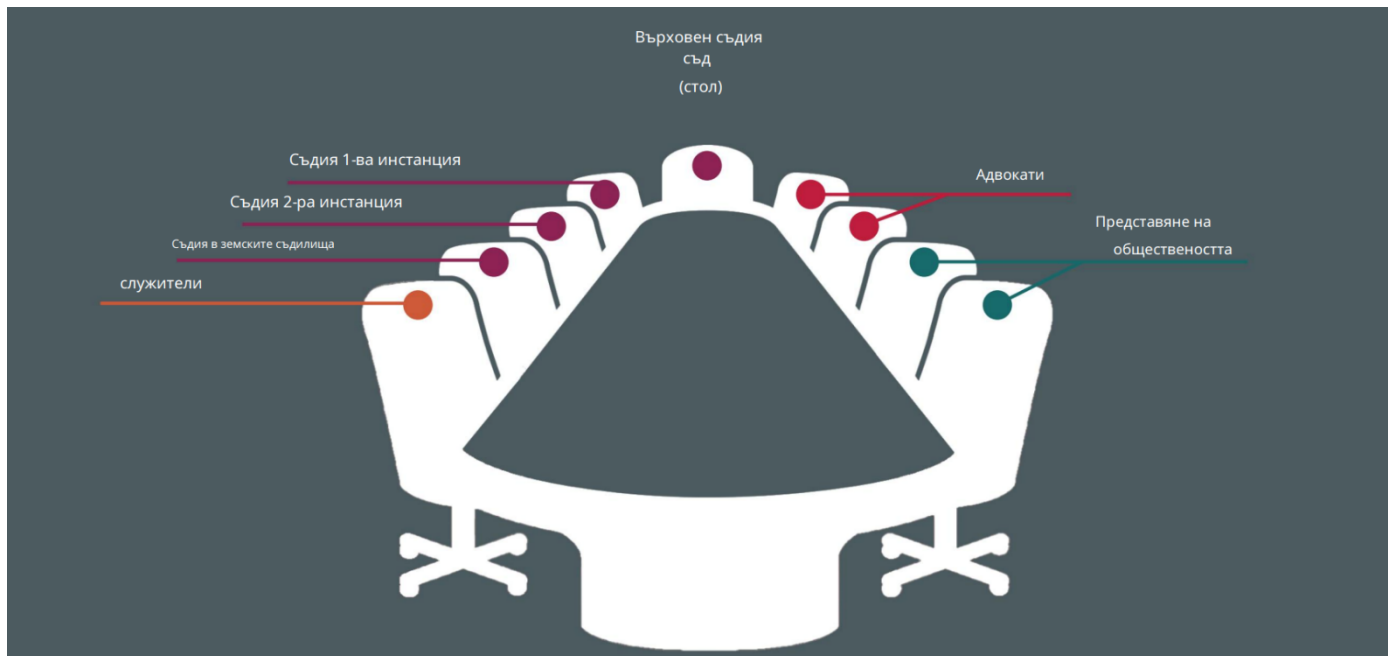 Върховен съдия
съд
(стол)
Съдия 1-ва инстанция
Съдия 2-ра инстанция
Съдия в земските съдилища
служители
Адвокати
Представяне на
обществеността